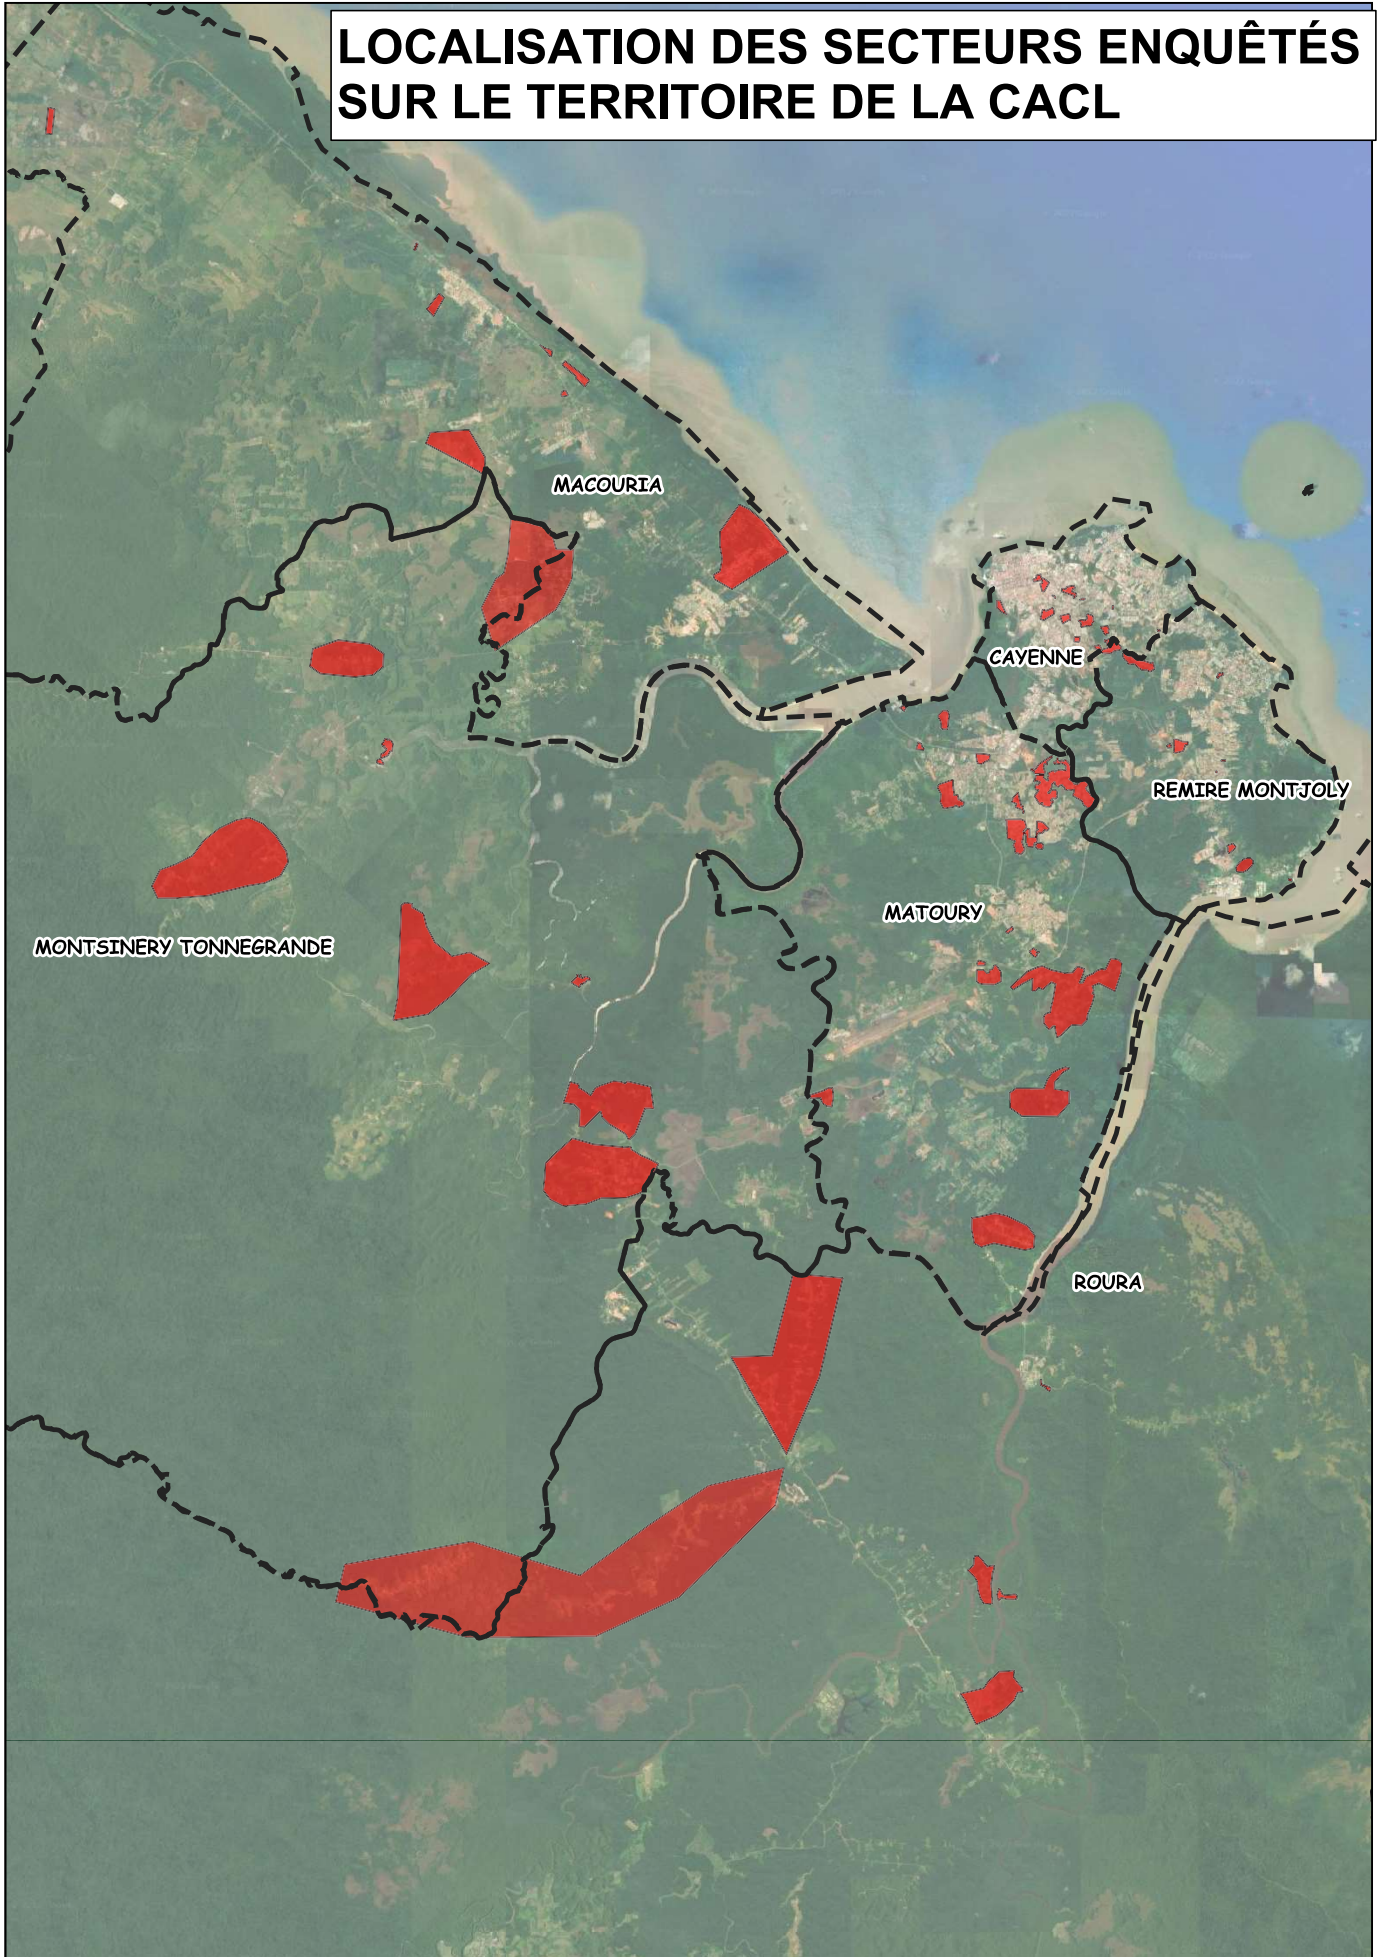 LOCALISATION DES SECTEURS ENQUÊTÉS
SUR LE TERRITOIRE DE LA CACL
MACOURIA
CAYENNE
REMIRE MONTJOLY
MATOURY
MONTSINERY TONNEGRANDE
ROURA